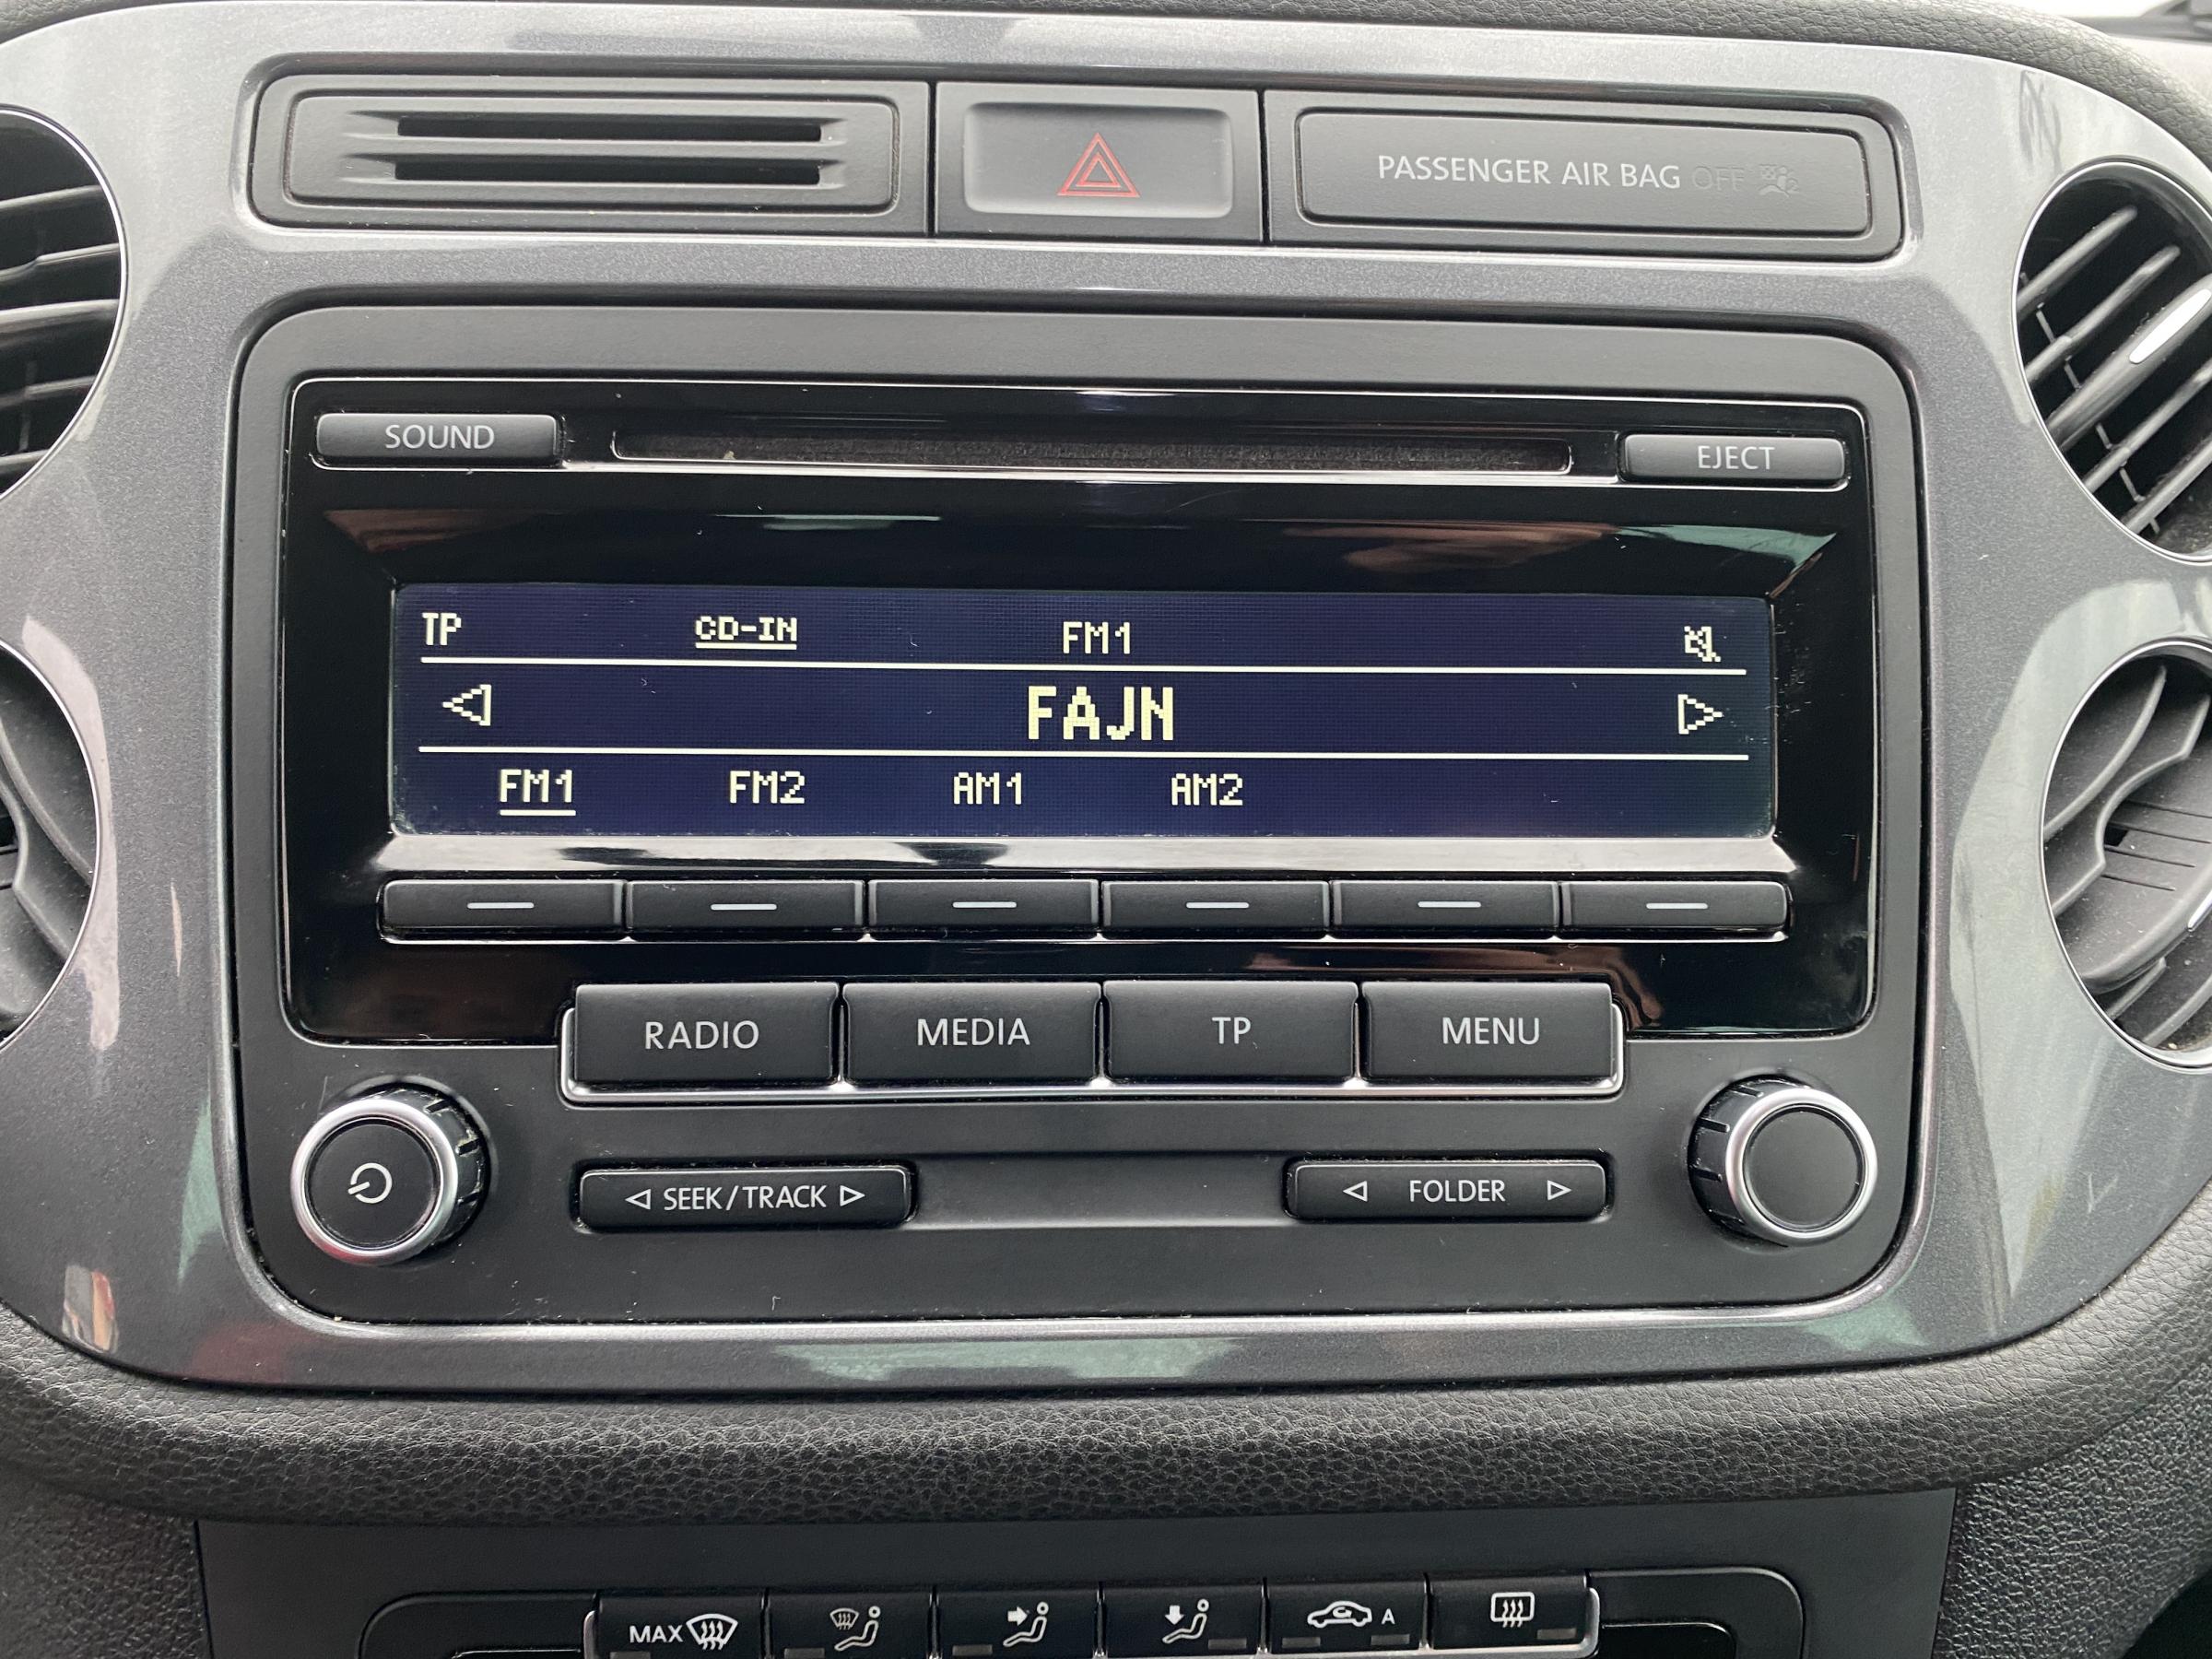 PASSENGER AIR BAG OFF
SOUND
EJECT
TP CD-IN FM1
FAJN
FM1 FM2 AM1 AM2
RADIO MEDIA TP MENU
SEEK/TRACK
FOLDER
MAX
A